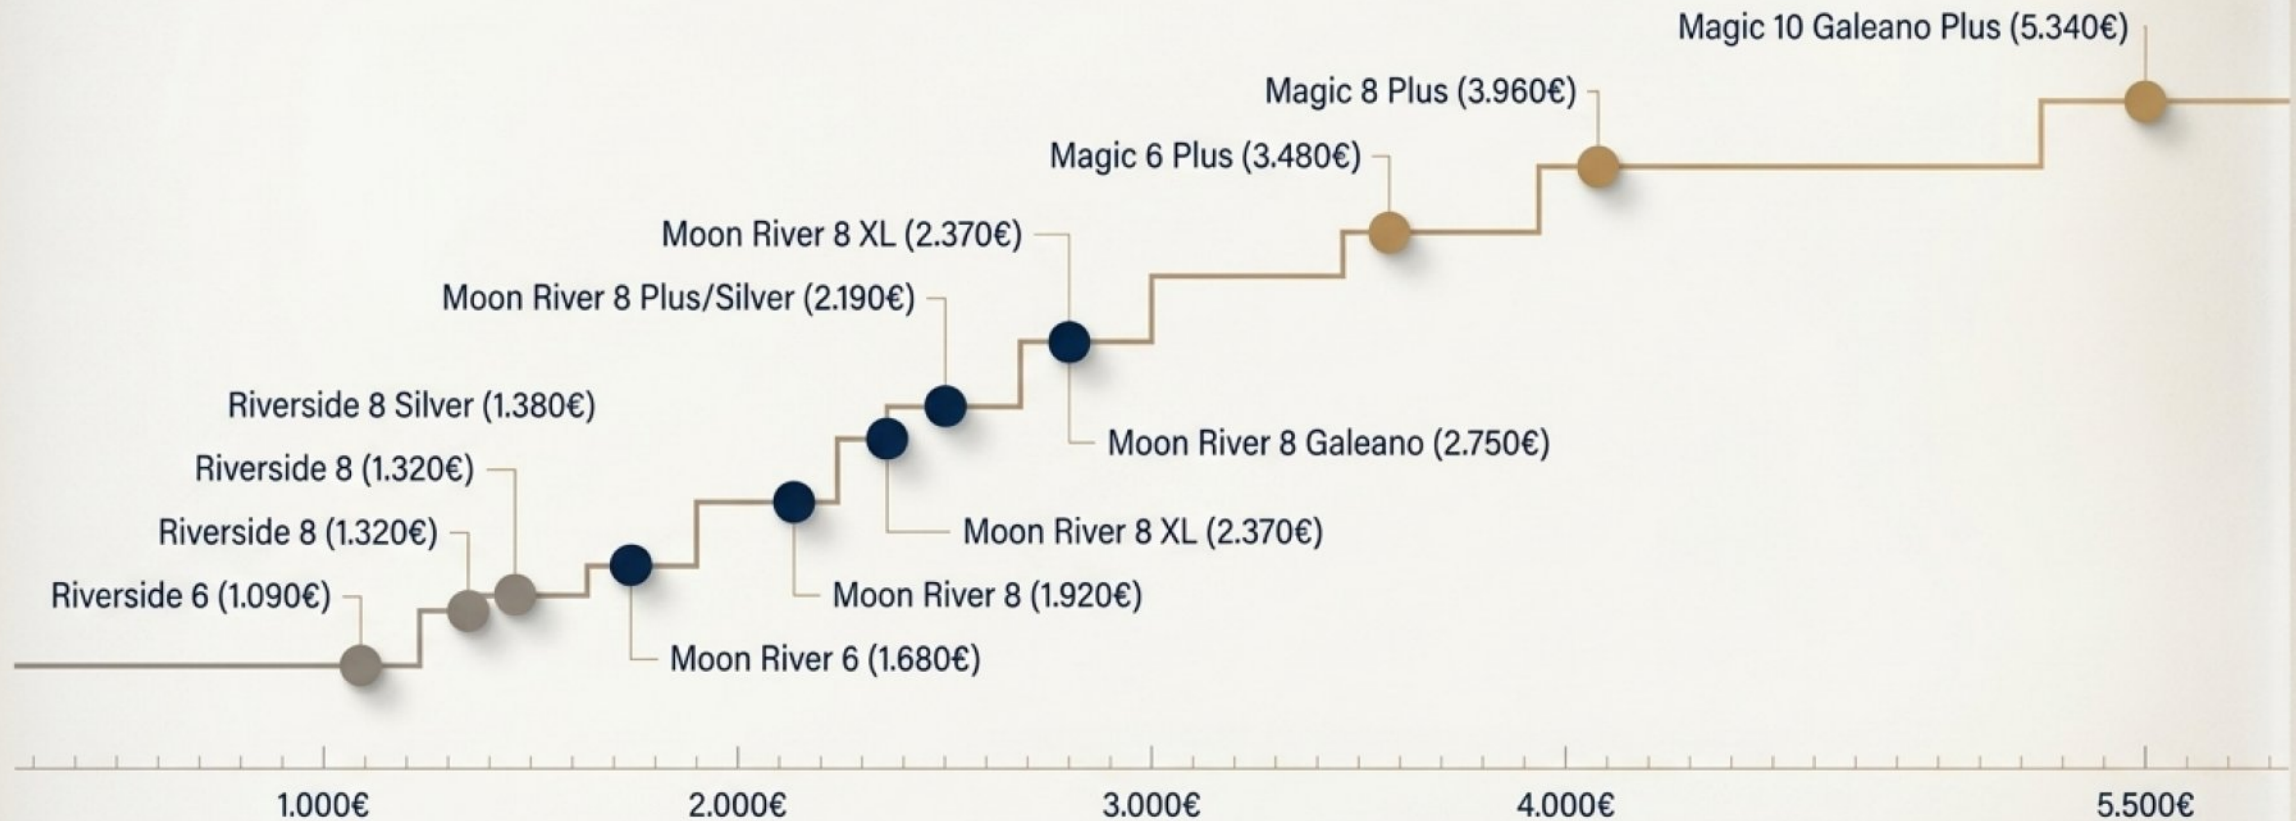 Magic 10 Galeano Plus (5.340€)
Magic 8 Plus (3.960€)
Magic 6 Plus (3.480€)
Moon River 8 XL (2.370€)
Moon River 8 Plus/Silver (2.190€)
Riverside 8 Silver (1.380€)
Moon River 8 Galeano (2.750€)
Riverside 8 (1.320€)
Riverside 8 (1.320€)
Moon River 8 XL (2.370€)
Riverside 6 (1.090€)
Moon River 8 (1.920€)
Moon River 6 (1.680€)
1.000€
2.000€
3.000€
4.000€
5.500€